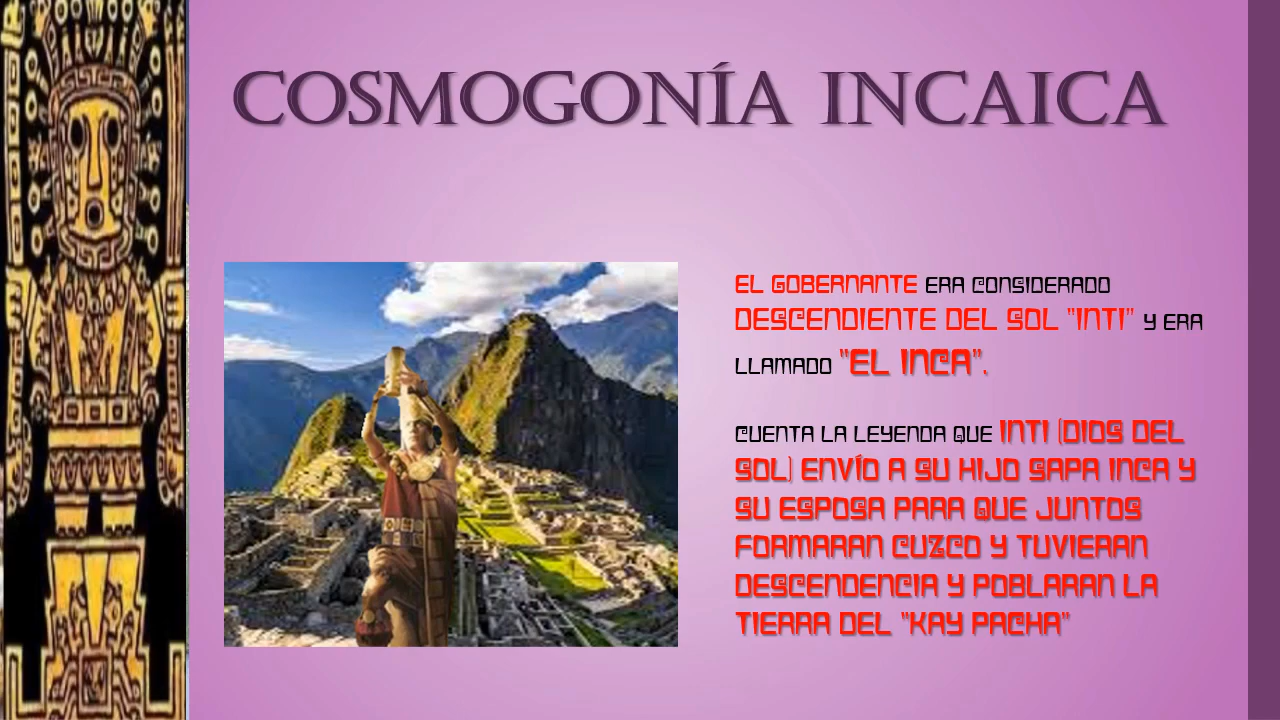 COSMOGONÍA INCAICA
EL GOBERNANTE ERA CONSIDERADO
DESCENDIENTE DEL SOL "INTI" Y ERA
LLAMADO "EL INCA".
CUENTA LA LEYENDA QUE INTI (DIOS DEL
SOL) ENVÍO A SU HIJO SAPA INCA Y
SU ESPOSA PARA QUE JUNTOS
FORMARAN CUZCO Y TUVIERAN
DESCENDENCIA Y POBLARAN LA
TIERRA DEL "KAY PACHA"